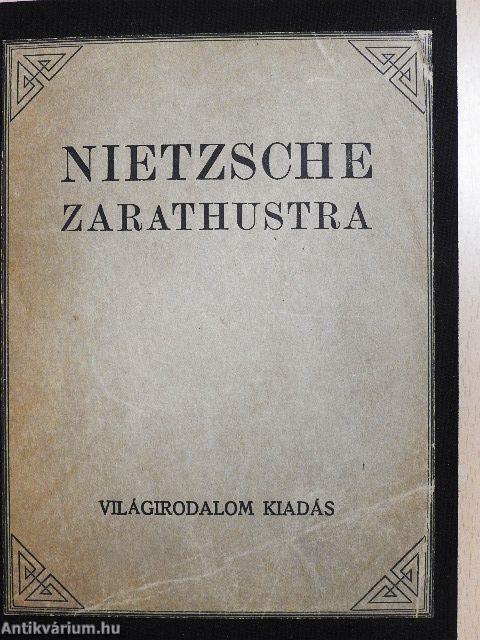 NIETZSCHE
ZARATHUSTRA
VILÁGIRODALOM KIADÁS
Antikvárium.hu